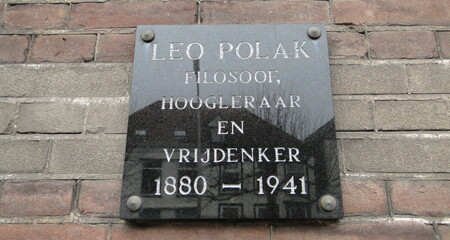 LEO POLAK
FILOSOOF,
HOOGLERAAR
EN
VRIJDENKER
1880 – 1941